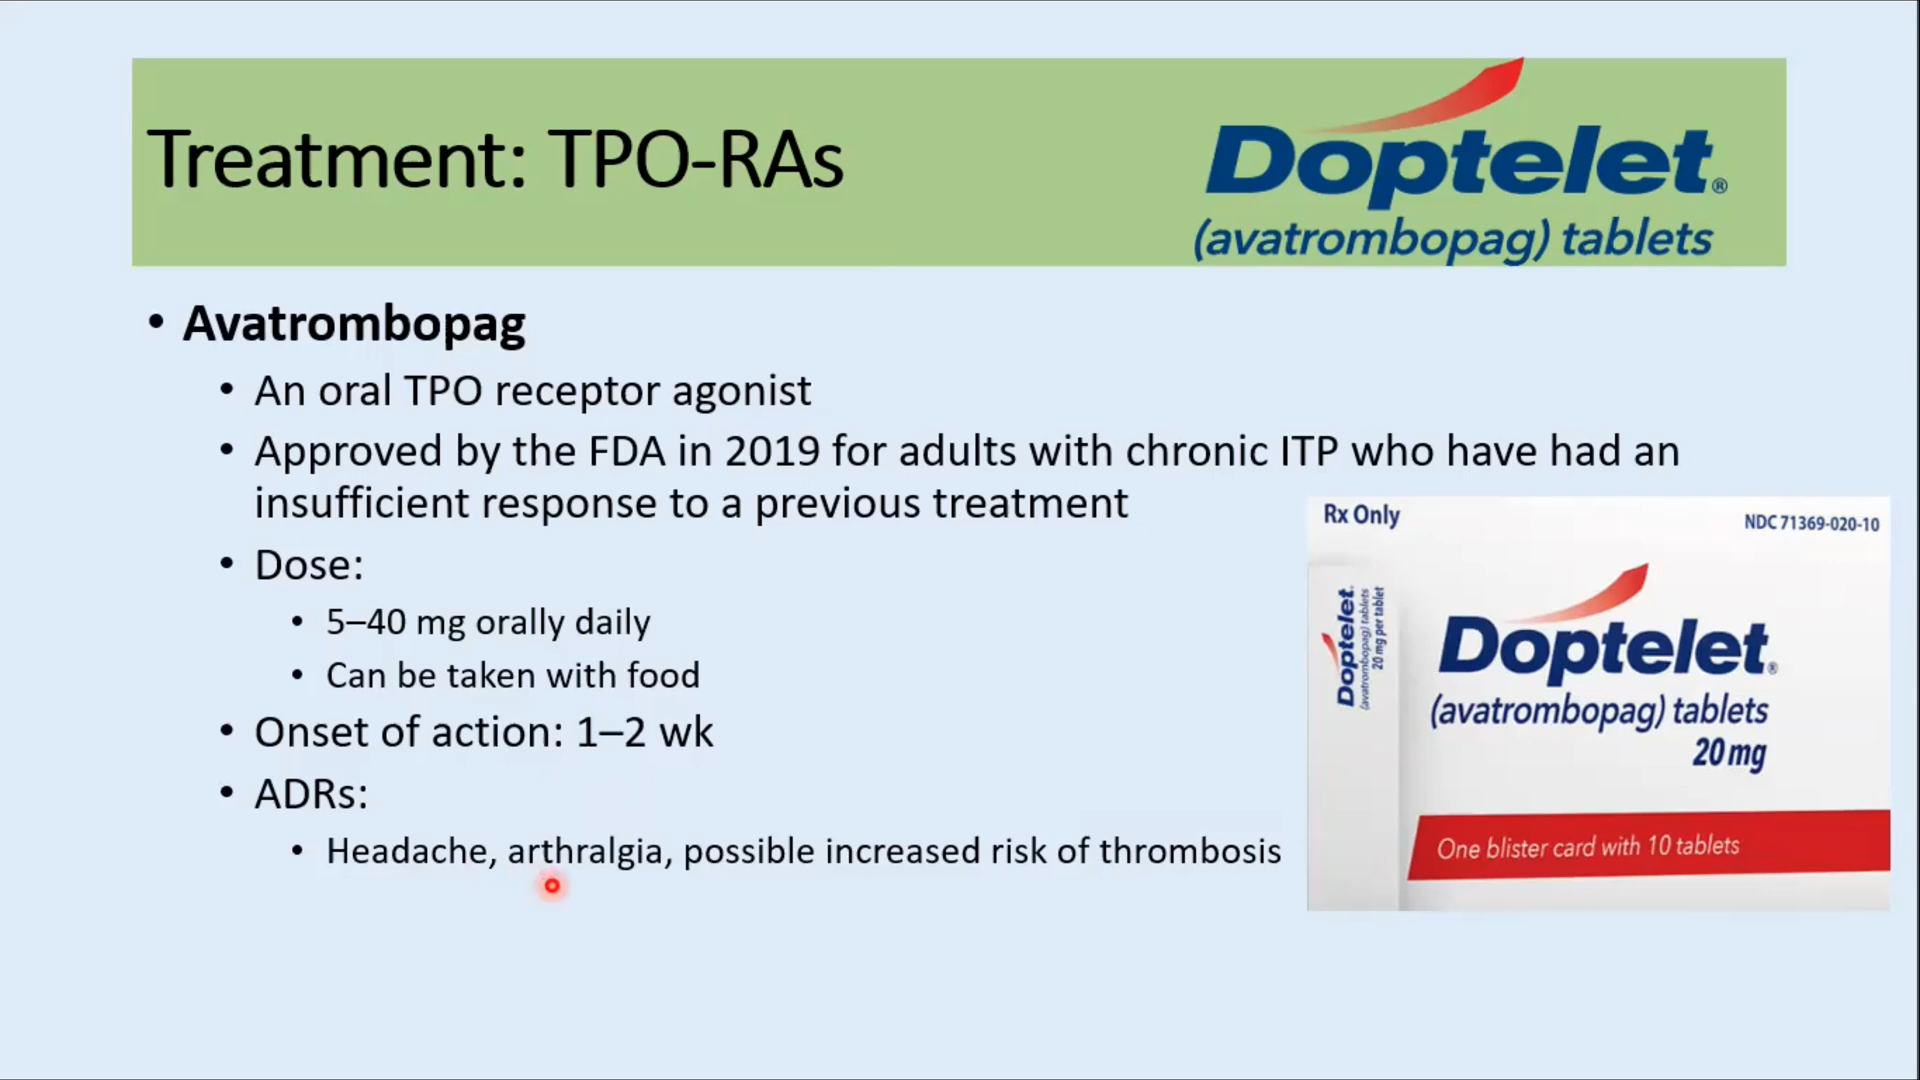 Treatment: TPO-RAs
Doptelet®
(avatrombopag) tablets
• Avatrombopag
• An oral TPO receptor agonist
• Approved by the FDA in 2019 for adults with chronic ITP who have had an
insufficient response to a previous treatment
• Dose:
• 5–40 mg orally daily
• Can be taken with food
• Onset of action: 1–2 wk
• ADRs:
• Headache, arthralgia, possible increased risk of thrombosis
Rx Only
NDC 71369-020-10
Doptelet
(avatrombopag) tablets
20 mg per tablet
Doptelet®
(avatrombopag) tablets
20 mg
One blister card with 10 tablets